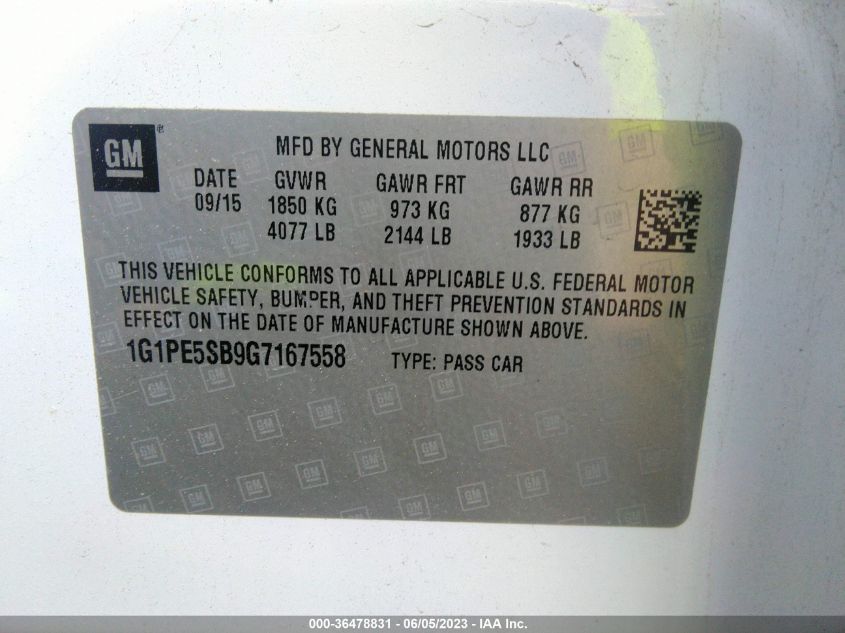 GM ® MFD BY GENERAL MOTORS LLC
DATE GVWR GAWR FRT GAWR RR
09/15 1850 KG 973 KG 877 KG
4077 LB 2144 LB 1933 LB
THIS VEHICLE CONFORMS TO ALL APPLICABLE U.S. FEDERAL MOTOR
VEHICLE SAFETY, BUMPER, AND THEFT PREVENTION STANDARDS IN
EFFECT ON THE DATE OF MANUFACTURE SHOWN ABOVE.
1G1PE5SB9G7167558 TYPE: PASS CAR
000-36478831 - 06/05/2023 - IAA Inc.